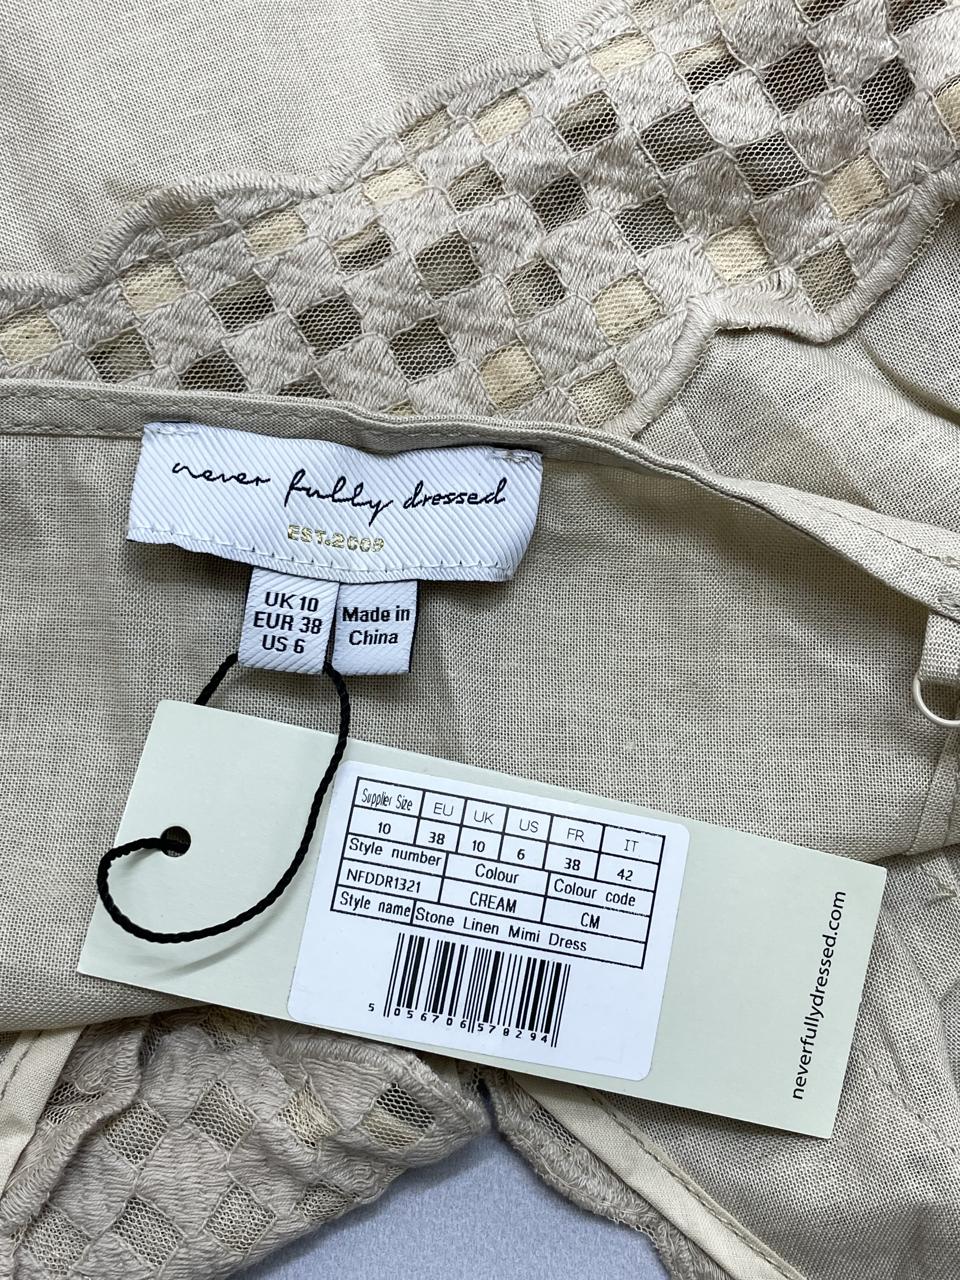 never fully dressed
EST.2009
UK 10
EUR 38
US 6
Made in
China
Supplier Size EU UK US FR IT
10 38 10 6 38 42
Style number Colour Colour code
NFDDR1321 CREAM CM
Style name Stone Linen Mimi Dress
5 056706 578294
neverfullydressed.com